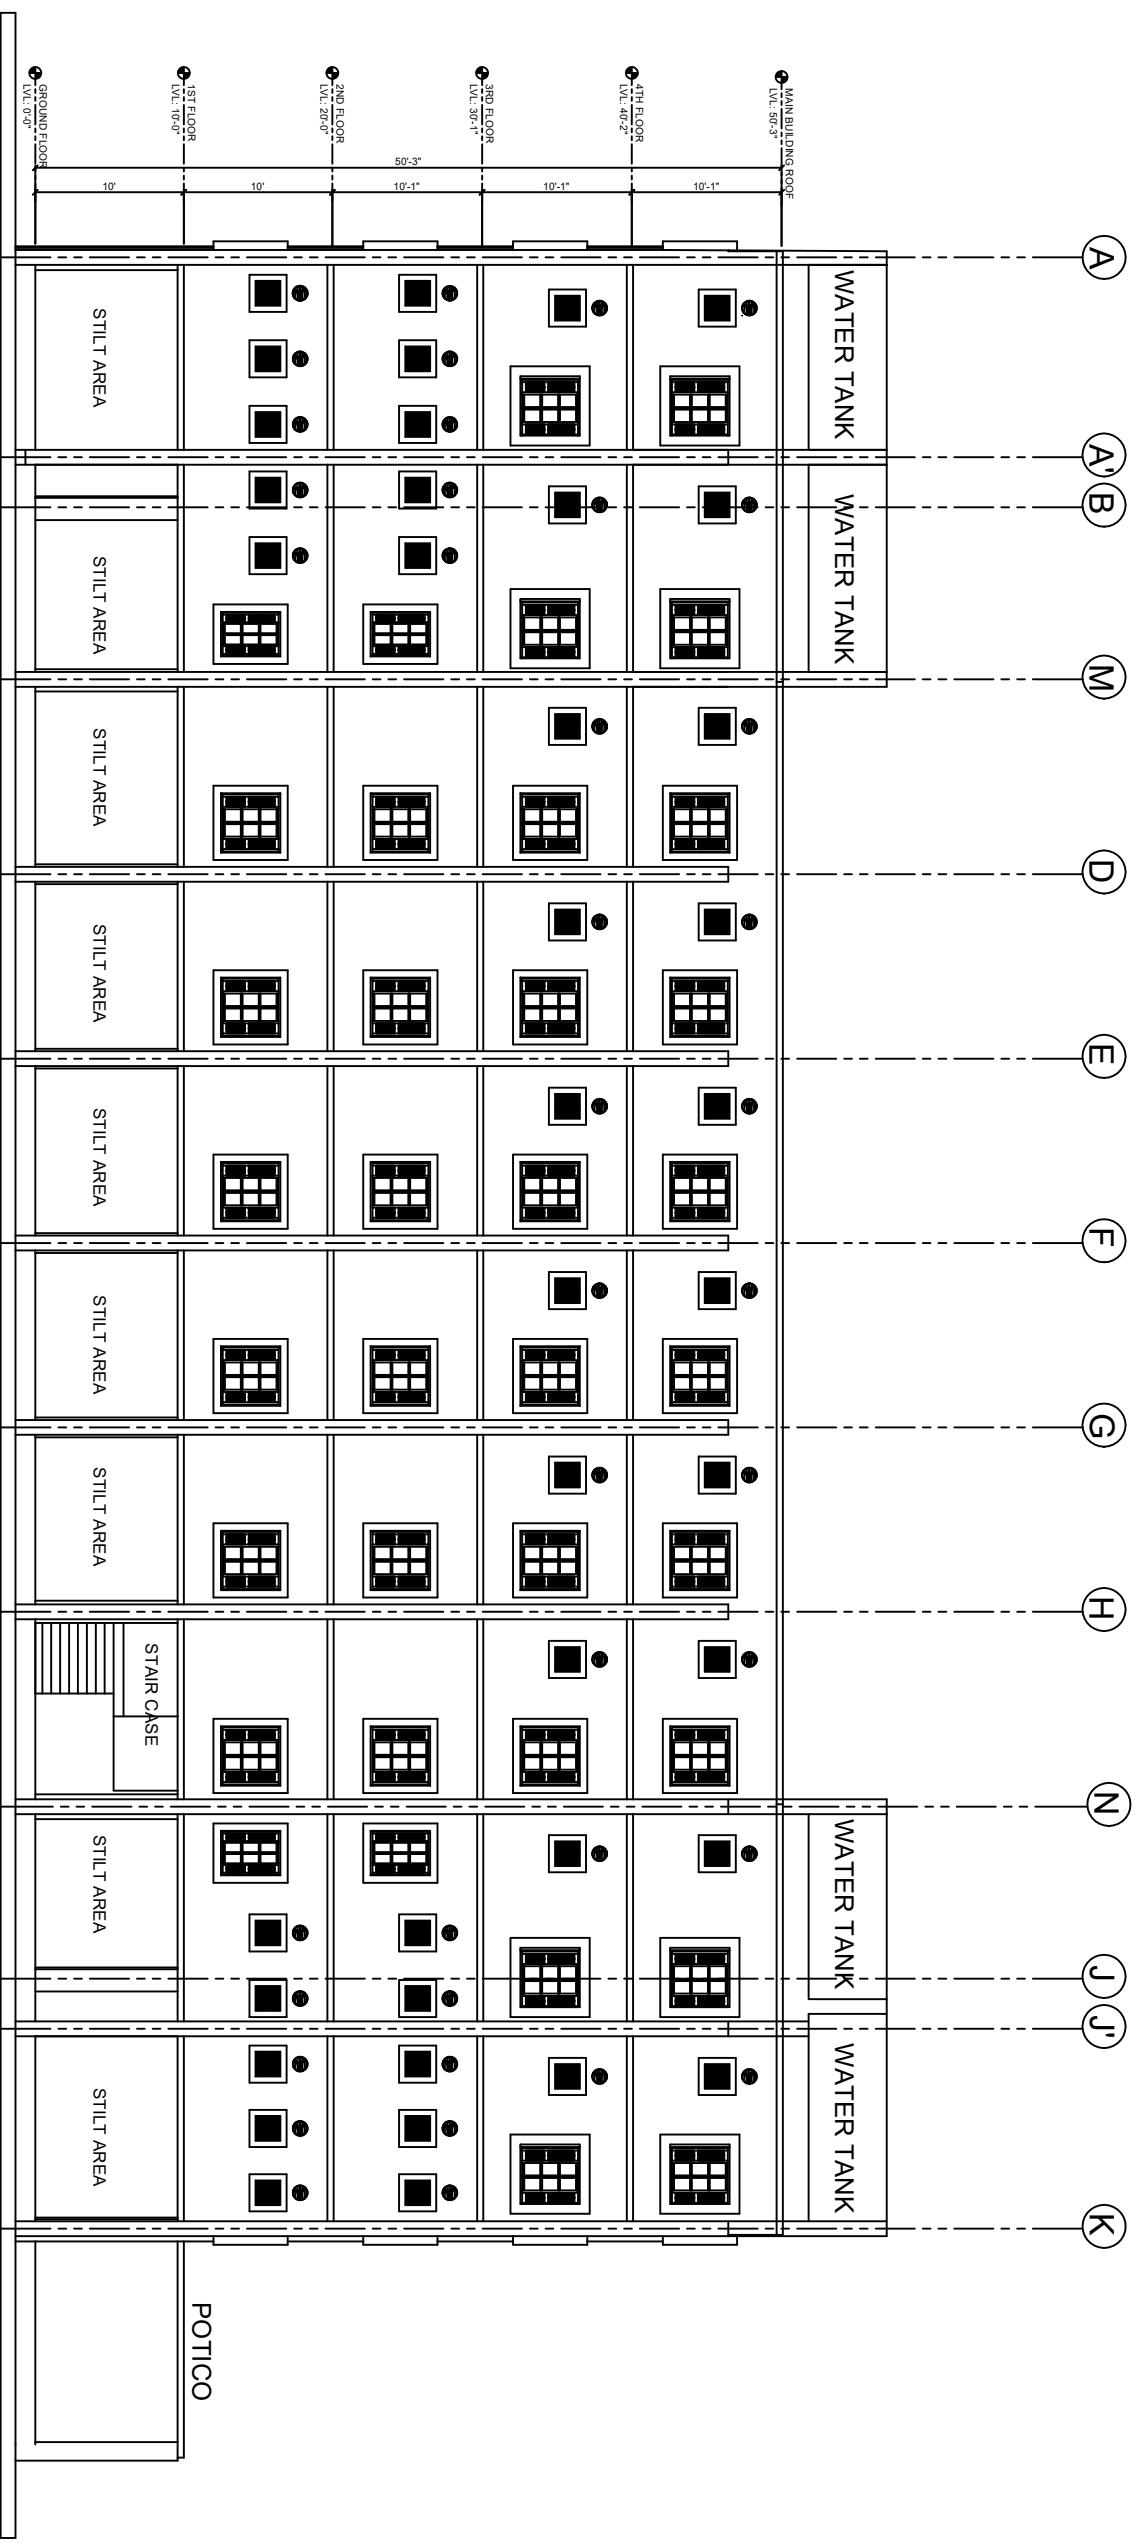 A
A'
B
M
D
E
F
G
H
N
J
J'
K
WATER TANK
WATER TANK
WATER TANK
WATER TANK
MAIN BUILDING ROOF
LVL: 50'-3"
4TH FLOOR
LVL: 40'-2"
3RD FLOOR
LVL: 30'-1"
2ND FLOOR
LVL: 20'-0"
1ST FLOOR
LVL: 10'-0"
GROUND FLOOR
LVL: 0'-0"
50'-3"
10'-1"
10'-1"
10'-1"
10'
10'
STILT AREA
STILT AREA
STILT AREA
STILT AREA
STILT AREA
STILT AREA
STILT AREA
STAIR CASE
STILT AREA
STILT AREA
POTICO